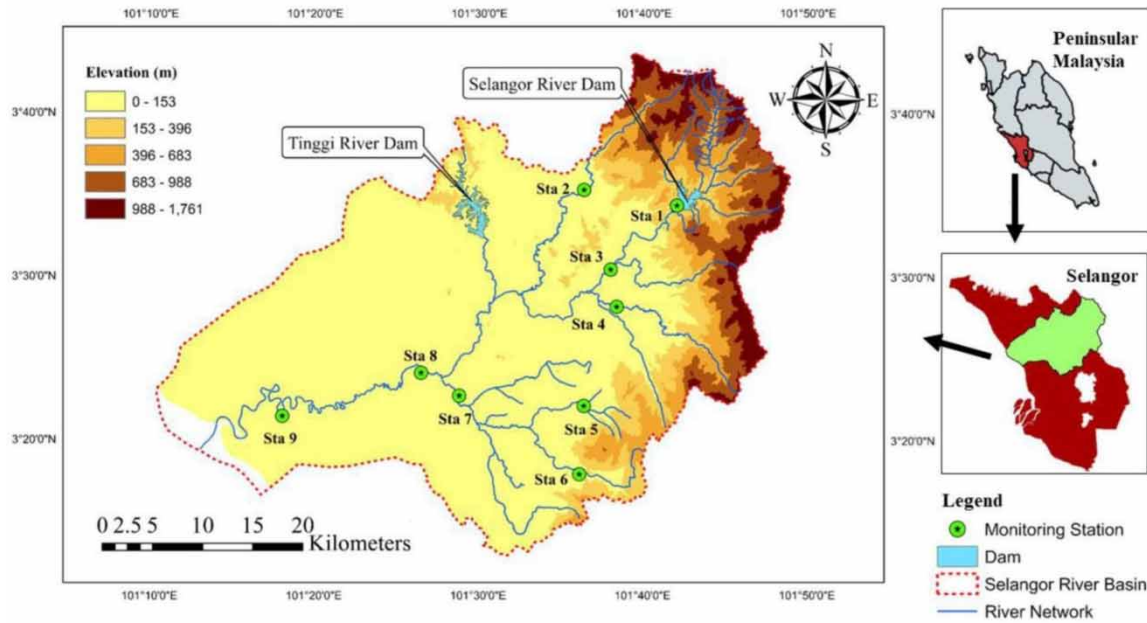 101°10'0"E 101°20'0"E 101°30'0"E 101°40'0"E 101°50'0"E
Elevation (m)
0 - 153
153 - 396
396 - 683
683 - 988
988 - 1,761
Selangor River Dam
Tinggi River Dam
N
W E
S
3°40'0"N 3°40'0"N
3°30'0"N 3°30'0"N
3°20'0"N 3°20'0"N
Sta 2
Sta 1
Sta 3
Sta 4
Sta 8
Sta 7
Sta 5
Sta 9
Sta 6
0 2.5 5 10 15 20
Kilometers
101°10'0"E 101°20'0"E 101°30'0"E 101°40'0"E 101°50'0"E
Peninsular
Malaysia
Selangor
Legend
Monitoring Station
Dam
Selangor River Basin
River Network